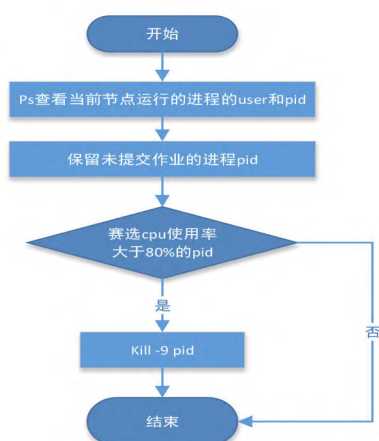 开始
Ps查看当前节点运行的进程的user和pid
保留未提交作业的进程pid
赛选cpu使用率
大于80%的pid
是
否
Kill -9 pid
结束